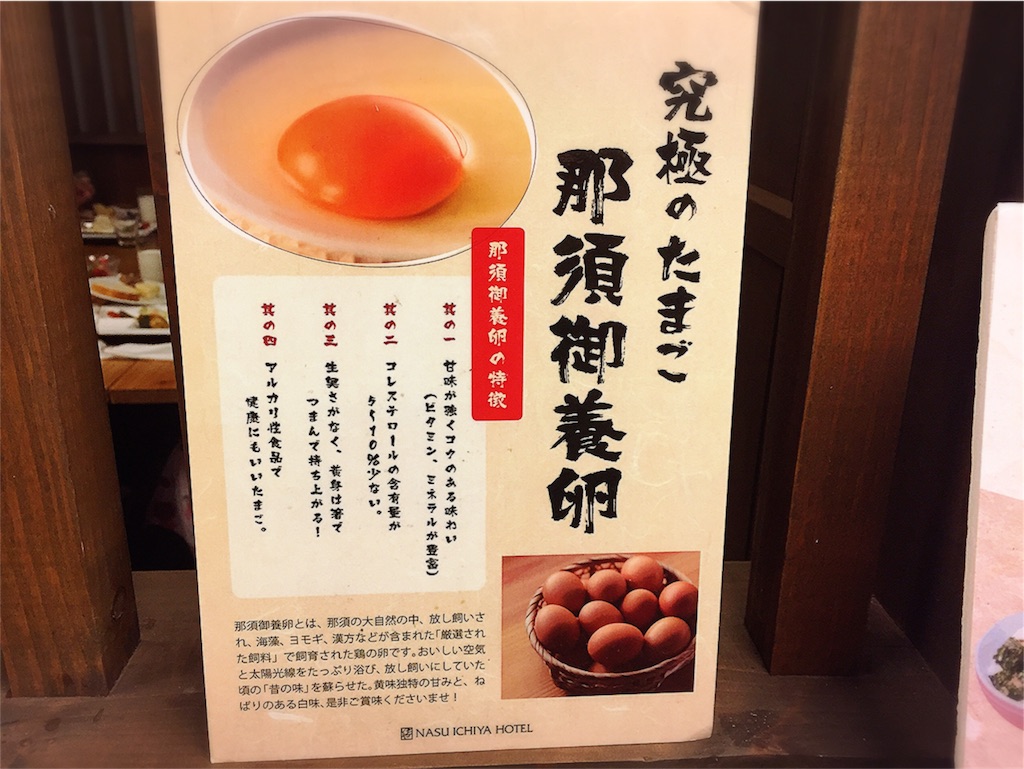 究極のたまご
那須御養卵
那須御養卵の特徴
其の一 甘味が強くコクのある味わい
(ビタミン、ミネラルが豊富)
其の二 コレステロールの含有量が
5〜10%少ない。
其の三 生臭さがなく、黄身は箸で
つまんで持ち上がる!
其の四 アルカリ性食品で
健康にもいいたまご。
那須御養卵とは、那須の大自然の中、放し飼いさ
れ、海藻、ヨモギ、漢方などが含まれた「厳選され
た飼料」で飼育された鶏の卵です。おいしい空気
と太陽光線をたっぷり浴び、放し飼いにしていた
頃の「昔の味」を蘇らせた。黄味独特の甘みと、ね
ばりのある白味、是非ご賞味くださいませ!
NASU ICHIYA HOTEL